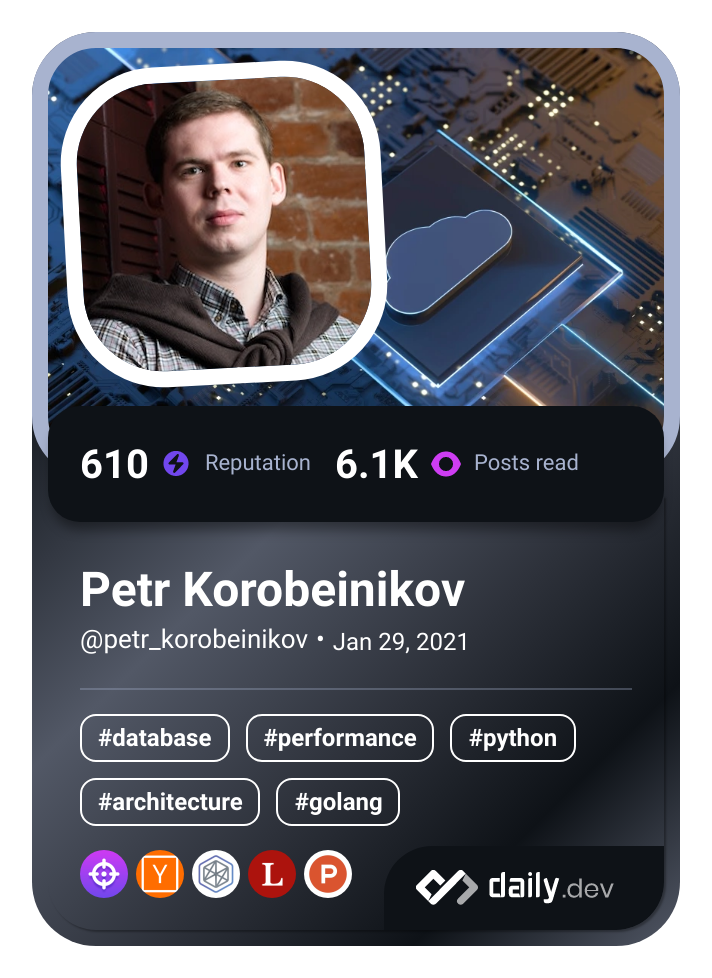 610 Reputation 6.1K Posts read
Petr Korobeinikov
@petr_korobeinikov • Jan 29, 2021
#database #performance #python
#architecture #golang
Y L P
daily.dev